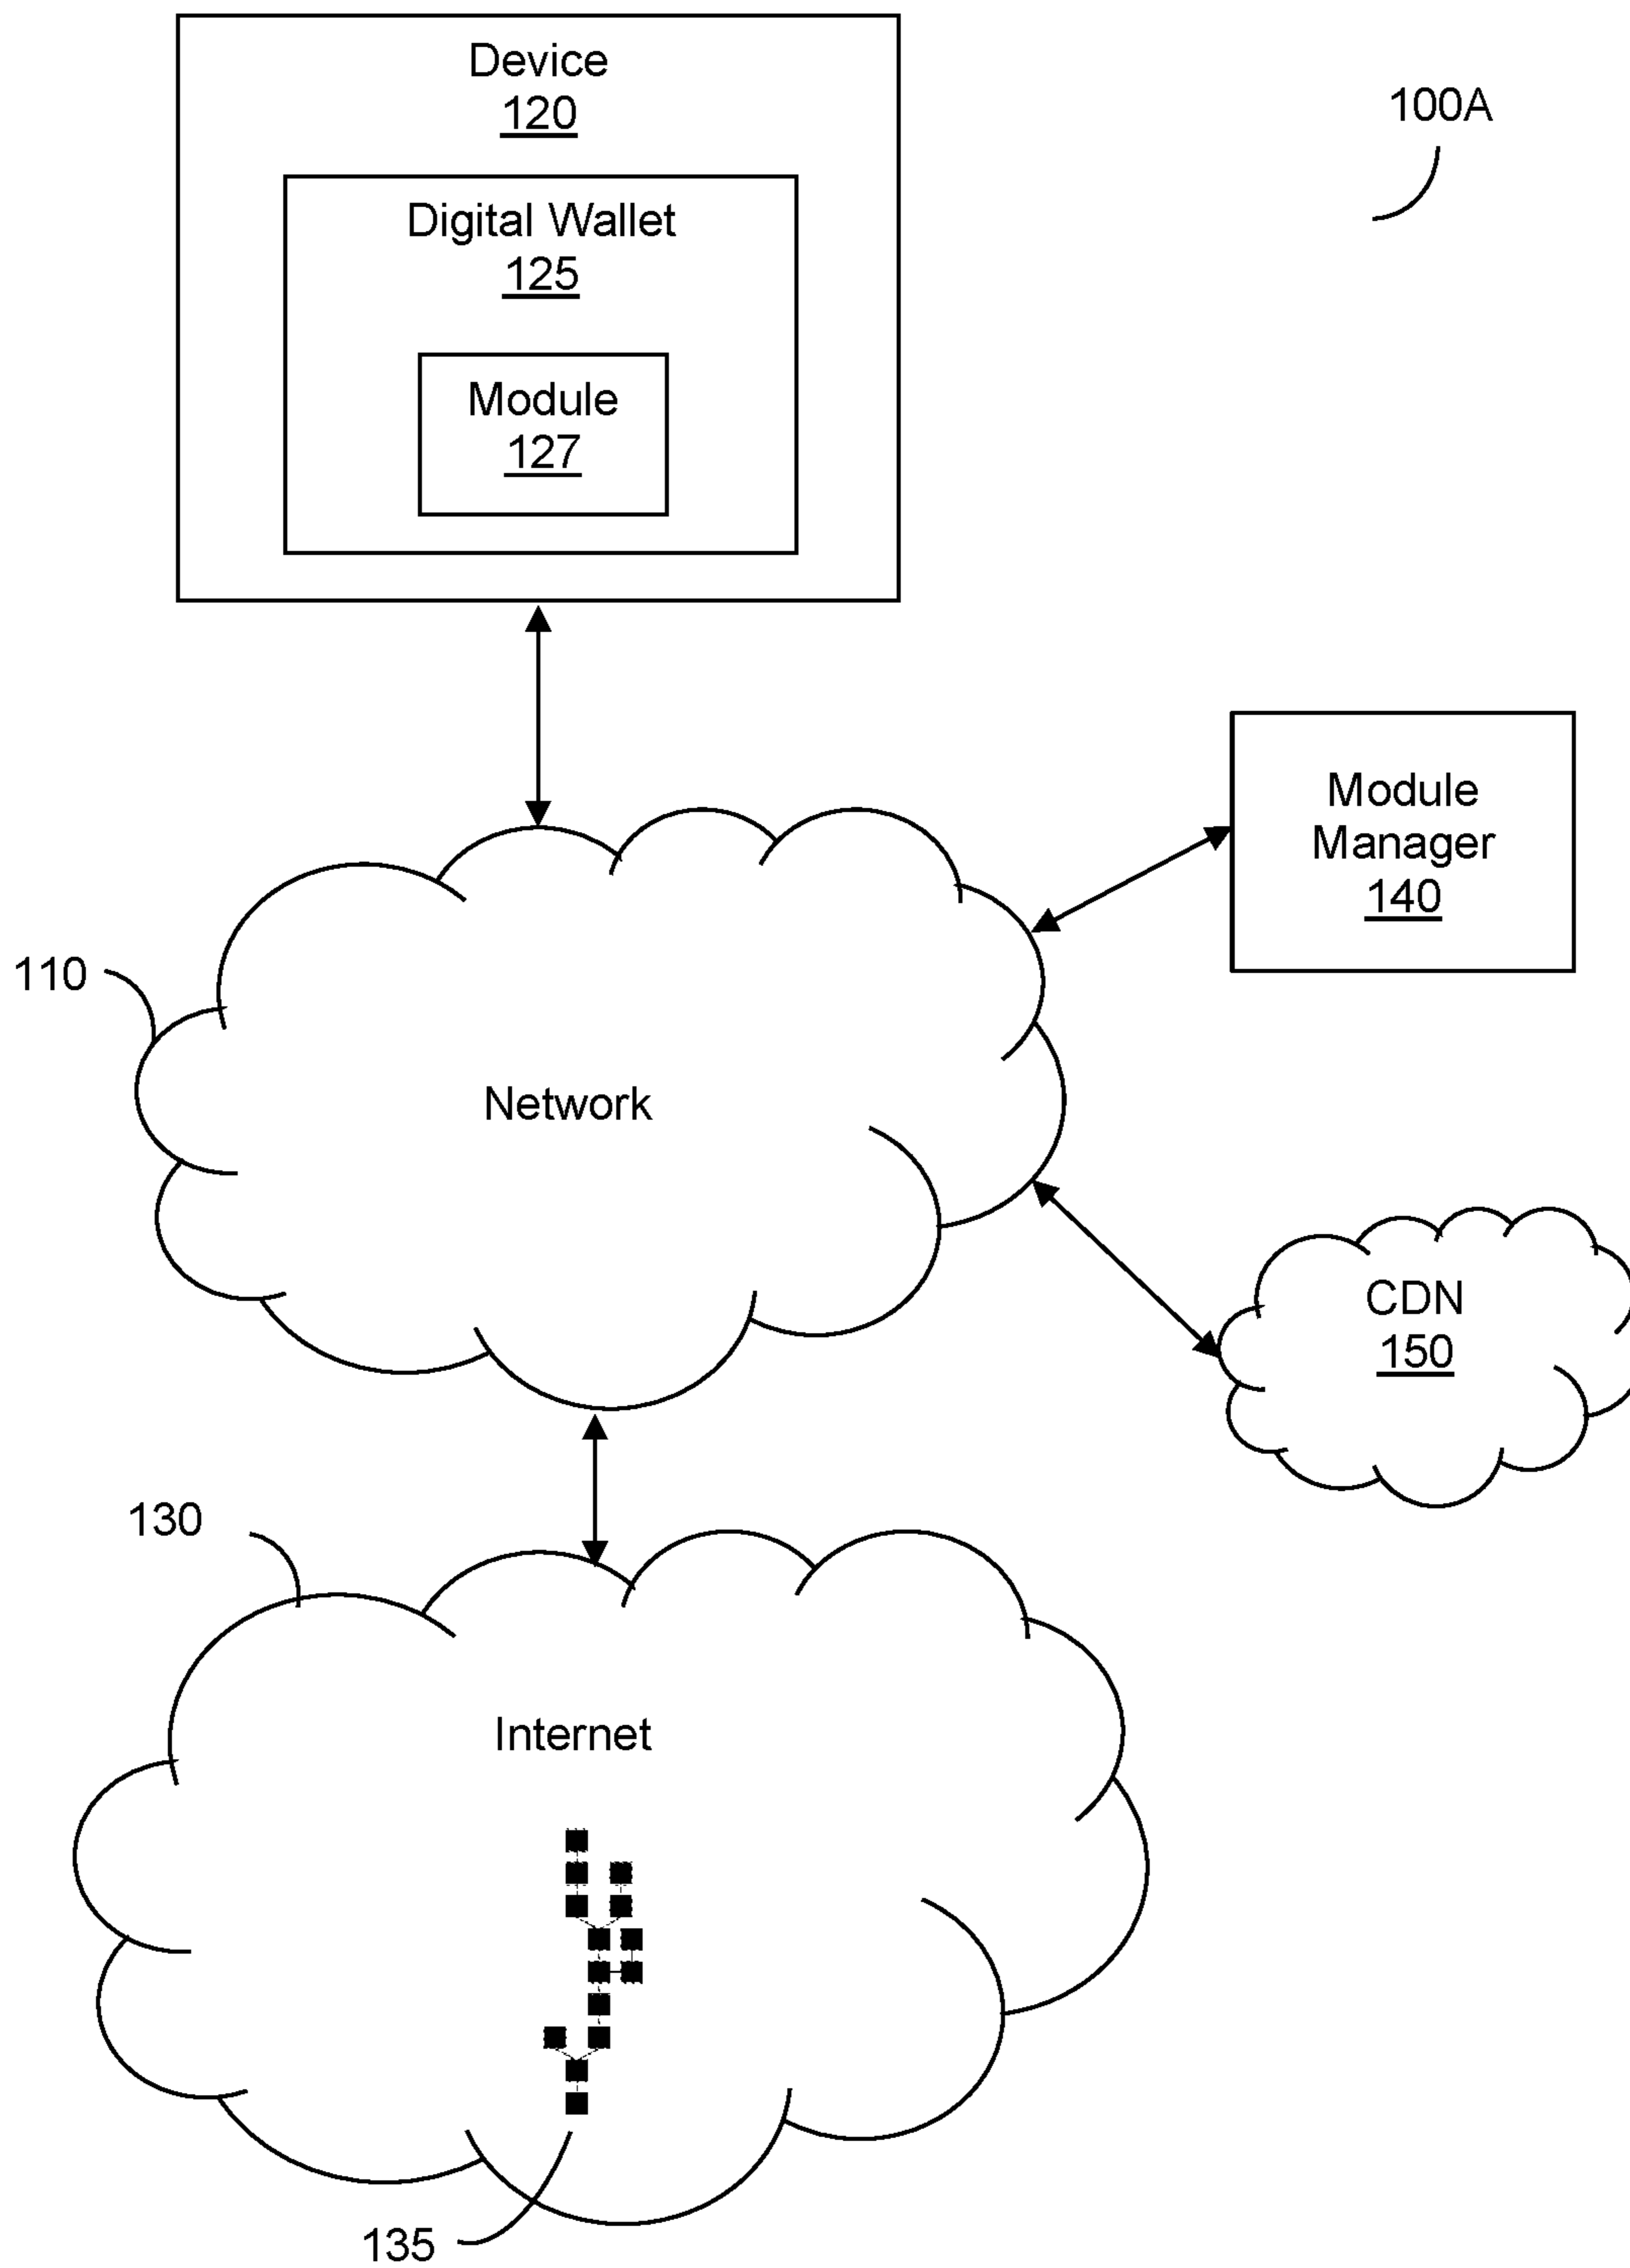 Device
120
100A
Digital Wallet
125
Module
127
Module
Manager
140
110
Network
CDN
150
130
Internet
135